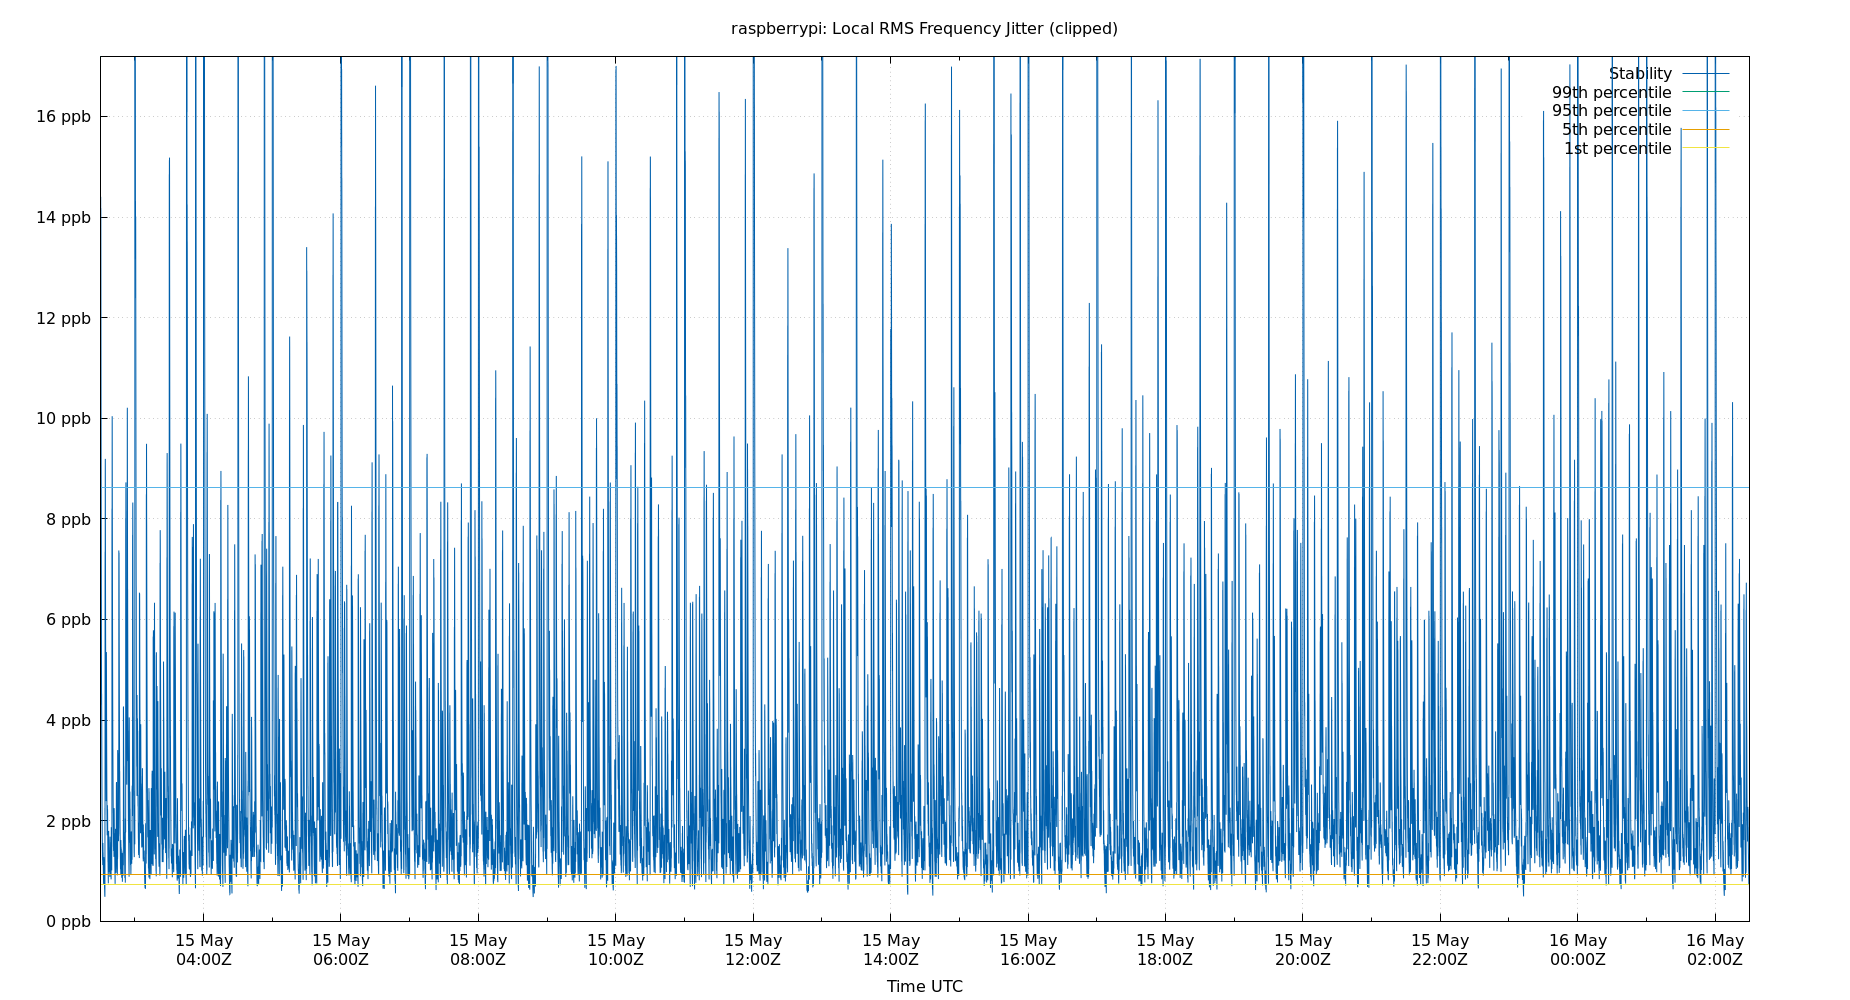 raspberrypi: Local RMS Frequency Jitter (clipped)
Stability
99th percentile
95th percentile
5th percentile
1st percentile
16 ppb
14 ppb
12 ppb
10 ppb
8 ppb
6 ppb
4 ppb
2 ppb
0 ppb
15 May 15 May 15 May 15 May 15 May 15 May 15 May 15 May 15 May 15 May 16 May 16 May
04:00Z 06:00Z 08:00Z 10:00Z 12:00Z 14:00Z 16:00Z 18:00Z 20:00Z 22:00Z 00:00Z 02:00Z
Time UTC